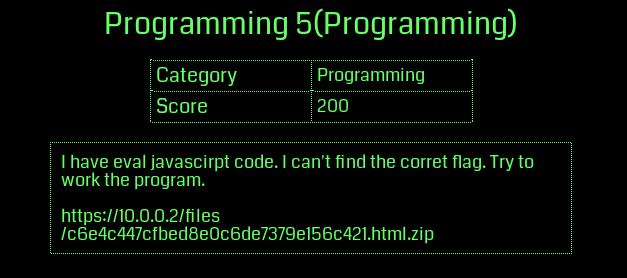 Programming 5(Programming)
Category Programming
Score 200
I have eval javascirpt code. I can't find the corret flag. Try to
work the program.
https://10.0.0.2/files
/c6e4c447cfbed8e0c6de7379e156c421.html.zip